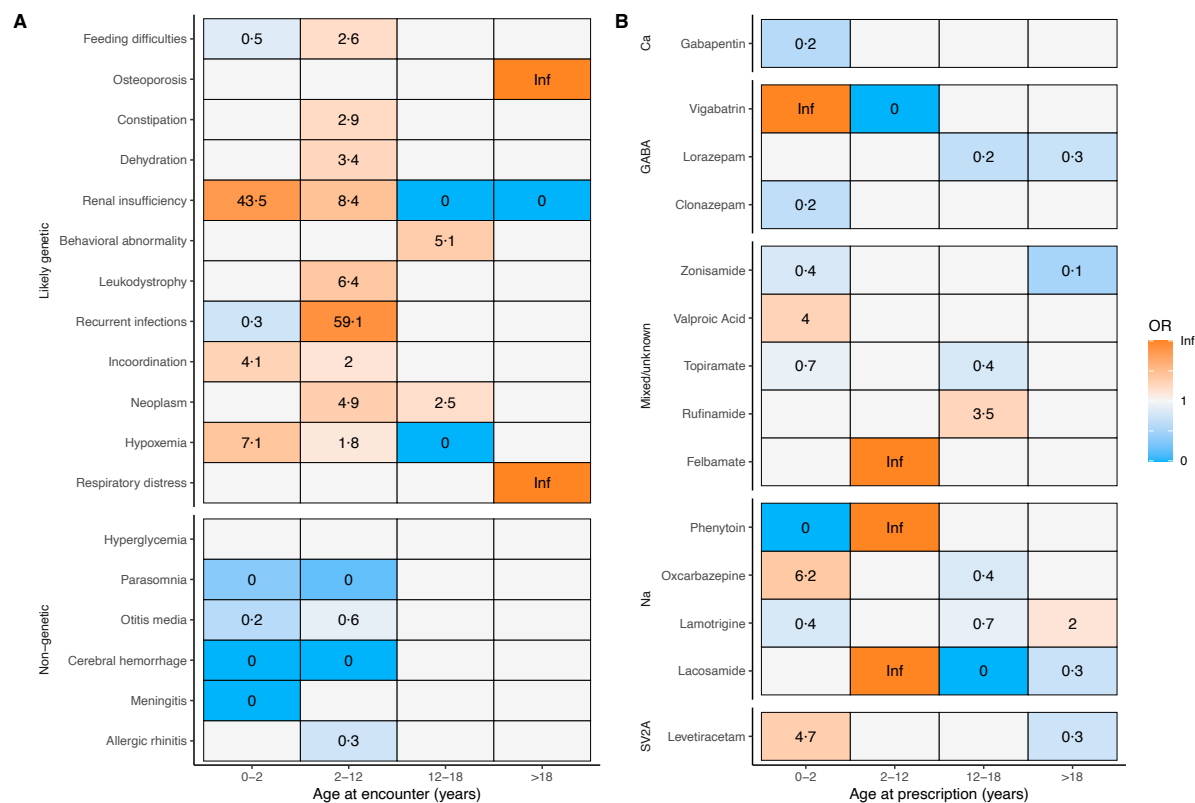 A
Likely genetic
Feeding difficulties 0·5 2·6
Osteoporosis Inf
Constipation 2·9
Dehydration 3·4
Renal insufficiency 43·5 8·4 0 0
Behavioral abnormality 5·1
Leukodystrophy 6·4
Recurrent infections 0·3 59·1
Incoordination 4·1 2
Neoplasm 4·9 2·5
Hypoxemia 7·1 1·8 0
Respiratory distress Inf
Non−genetic
Hyperglycemia
Parasomnia 0 0
Otitis media 0·2 0·6
Cerebral hemorrhage 0 0
Meningitis 0
Allergic rhinitis 0·3
0−2 2−12 12−18 >18
Age at encounter (years)
B
Ca
Gabapentin 0·2
GABA
Vigabatrin Inf 0
Lorazepam 0·2 0·3
Clonazepam 0·2
Mixed/unknown
Zonisamide 0·4 0·1
Valproic Acid 4
Topiramate 0·7 0·4
Rufinamide 3·5
Felbamate Inf
Na
Phenytoin 0 Inf
Oxcarbazepine 6·2 0·4
Lamotrigine 0·4 0·7 2
Lacosamide Inf 0 0·3
SV2A
Levetiracetam 4·7 0·3
0−2 2−12 12−18 >18
Age at prescription (years)
OR
Inf
1
0